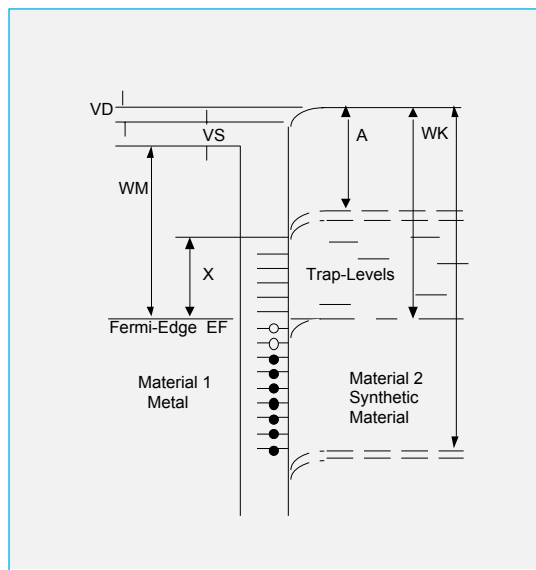 VD
VS
A
WK
WM
X
Trap-Levels
Fermi-Edge EF
Material 1
Metal
Material 2
Synthetic
Material